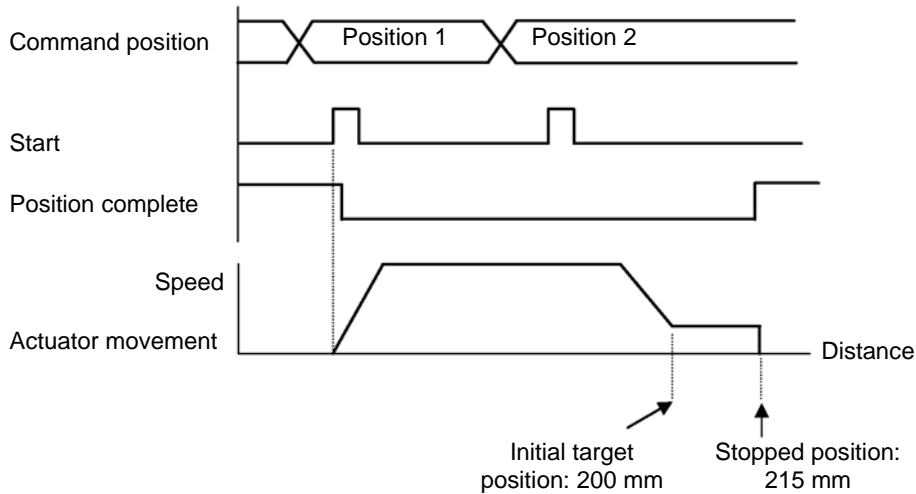 Command position
Position 1
Position 2
Start
Position complete
Speed
Actuator movement
Distance
Initial target
position: 200 mm
Stopped position:
215 mm